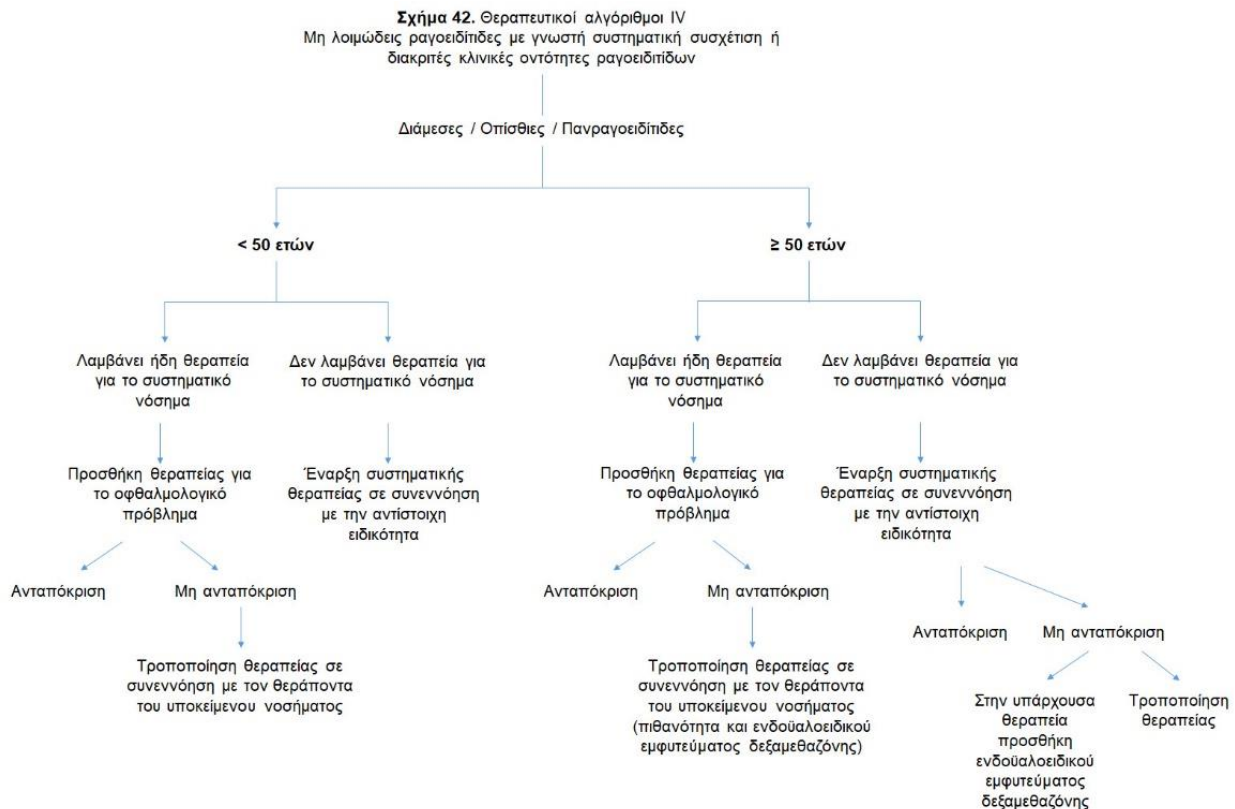 Σχήμα 42. Θεραπευτικοί αλγόριθμοι IV
Μη λοιμώδεις ραγοειδίτιδες με γνωστή συστηματική συσχέτιση ή
διακριτές κλινικές οντότητες ραγοειδιτίδων
Διάμεσες / Οπίσθιες / Πανραγοειδίτιδες
< 50 ετών
≥ 50 ετών
Λαμβάνει ήδη θεραπεία
για το συστηματικό
νόσημα
Δεν λαμβάνει θεραπεία για
το συστηματικό νόσημα
Λαμβάνει ήδη θεραπεία
για το συστηματικό
νόσημα
Δεν λαμβάνει θεραπεία για
το συστηματικό νόσημα
Προσθήκη θεραπείας για
το οφθαλμολογικό
πρόβλημα
Έναρξη συστηματικής
θεραπείας σε συνεννόηση
με την αντίστοιχη
ειδικότητα
Προσθήκη θεραπείας για
το οφθαλμολογικό
πρόβλημα
Έναρξη συστηματικής
θεραπείας σε συνεννόηση
με την αντίστοιχη
ειδικότητα
Ανταπόκριση
Μη ανταπόκριση
Ανταπόκριση
Μη ανταπόκριση
Ανταπόκριση
Μη ανταπόκριση
Τροποποίηση θεραπείας σε
συνεννόηση με τον θεράποντα
του υποκείμενου νοσήματος
Τροποποίηση θεραπείας σε
συνεννόηση με τον θεράποντα
του υποκείμενου νοσήματος
(πιθανότητα και ενδοϋαλοειδικού
εμφυτεύματος δεξαμεθαζόνης)
Στην υπάρχουσα
θεραπεία
προσθήκη
ενδοϋαλοειδικού
εμφυτεύματος
δεξαμεθαζόνης
Τροποποίηση
θεραπείας